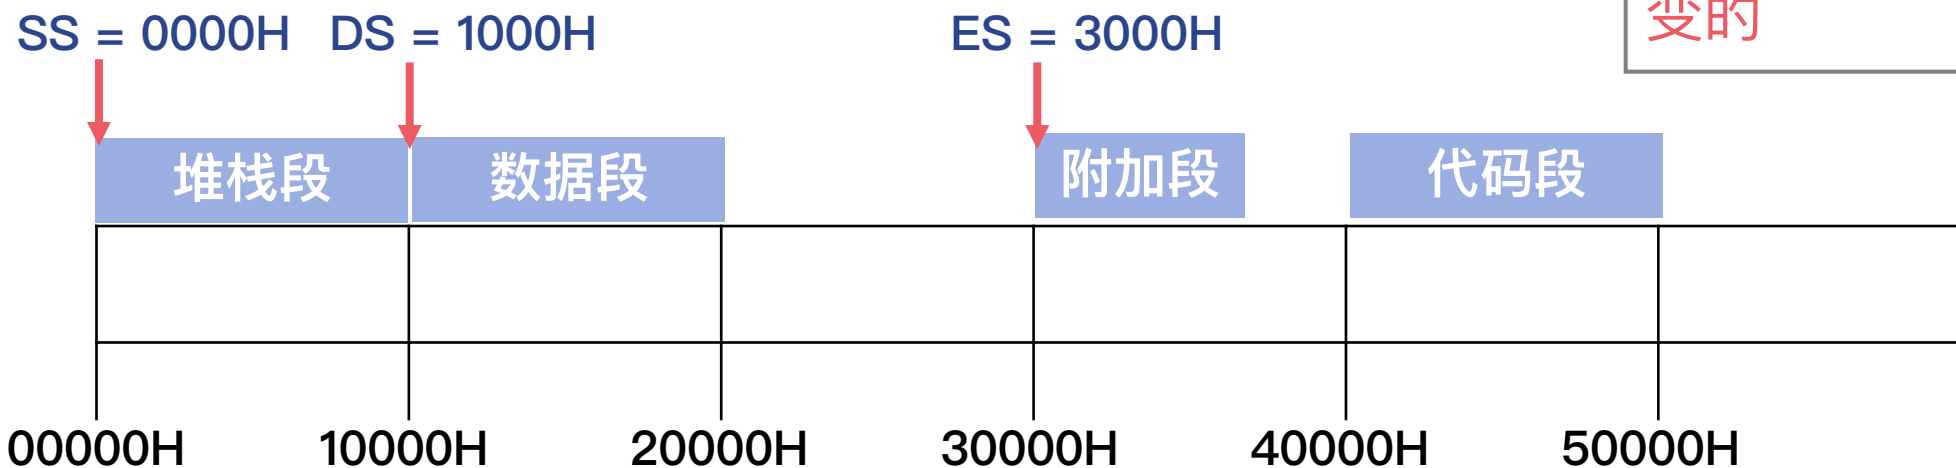 变的
SS = 0000H DS = 1000H ES = 3000H
堆栈段 数据段 附加段 代码段
00000H 10000H 20000H 30000H 40000H 50000H